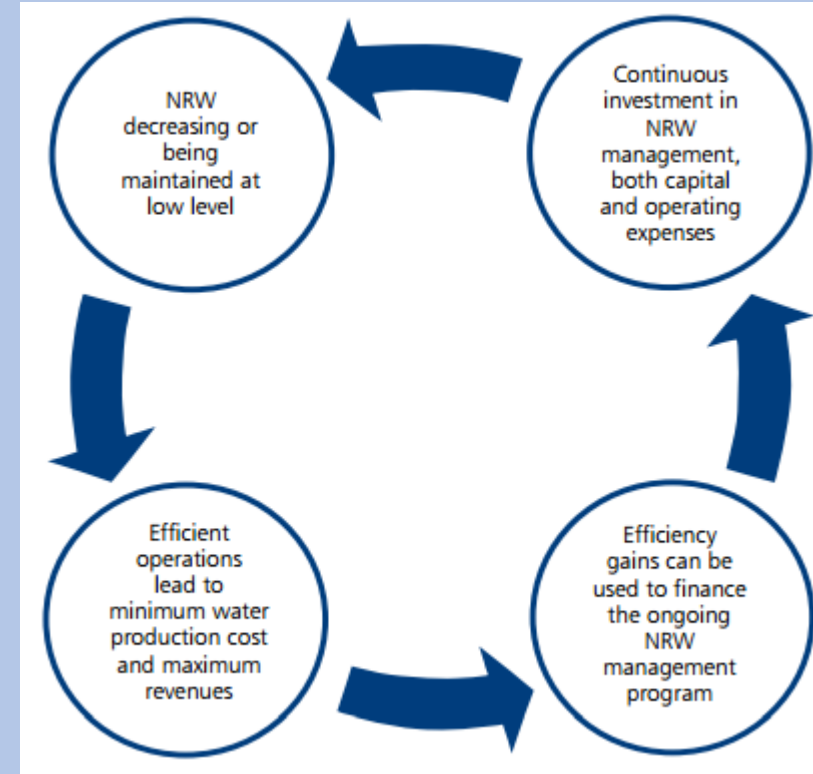 NRW
decreasing or
being
maintained at
low level
Continuous
investment in
NRW
management,
both capital
and operating
expenses
Efficient
operations
lead to
minimum water
production cost
and maximum
revenues
Efficiency
gains can be
used to finance
the ongoing
NRW
management
program